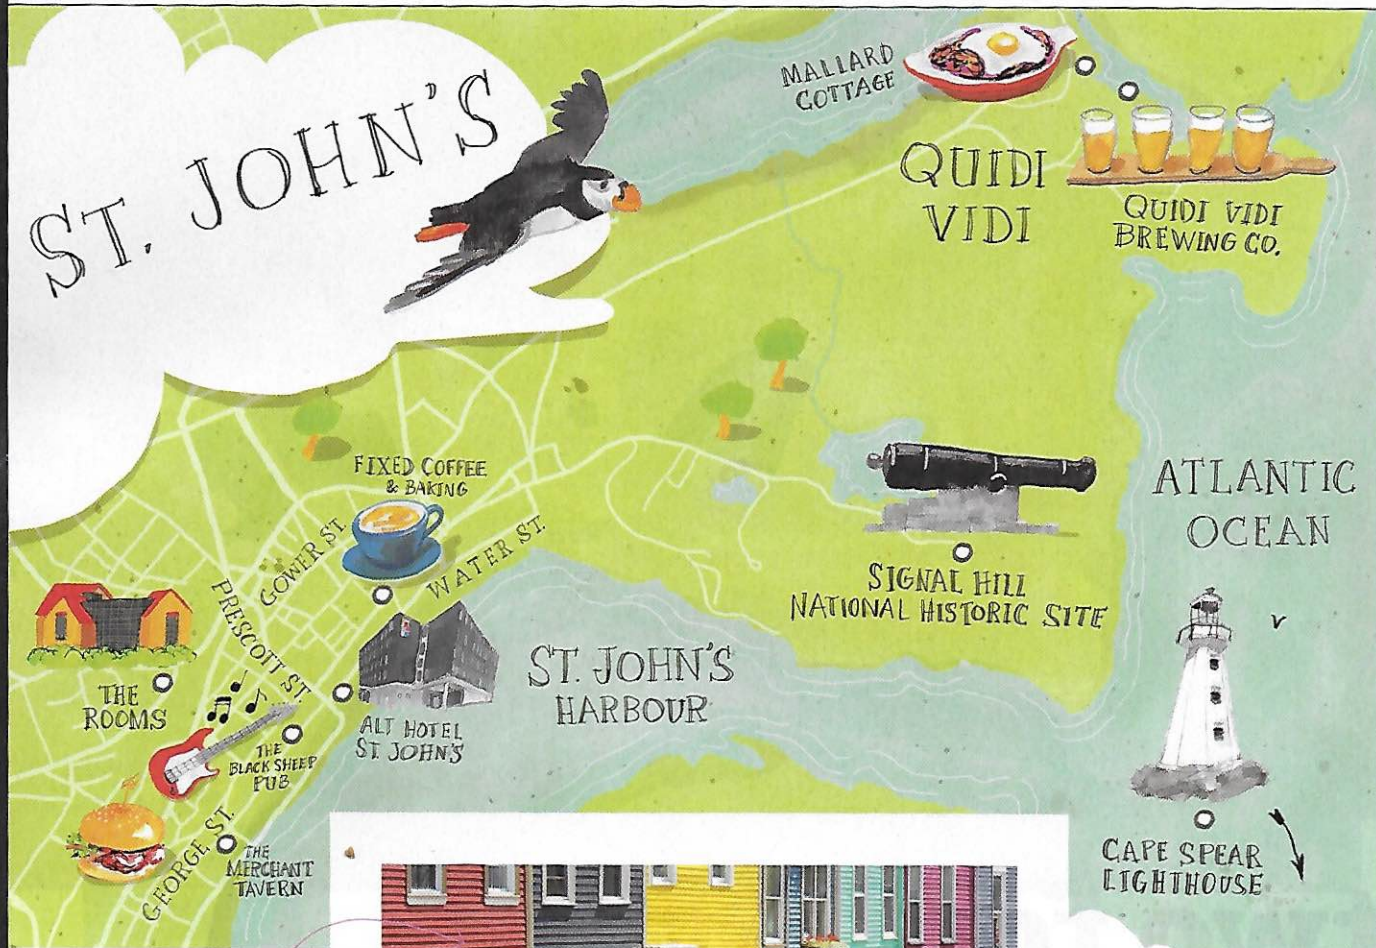 ST. JOHN'S
MALLARD
COTTAGE
QUIDI
VIDI
QUIDI VIDI
BREWING CO.
FIXED COFFEE
& BAKING
GOWER ST.
WATER ST.
PRESCOTT ST.
ATLANTIC
OCEAN
SIGNAL HILL
NATIONAL HISTORIC SITE
THE
ROOMS
ST. JOHN'S
HARBOUR
ALT HOTEL
ST. JOHN'S
THE
BLACK SHEEP
PUB
GEORGE ST.
THE
MERCHANT
TAVERN
CAPE SPEAR
LIGHTHOUSE